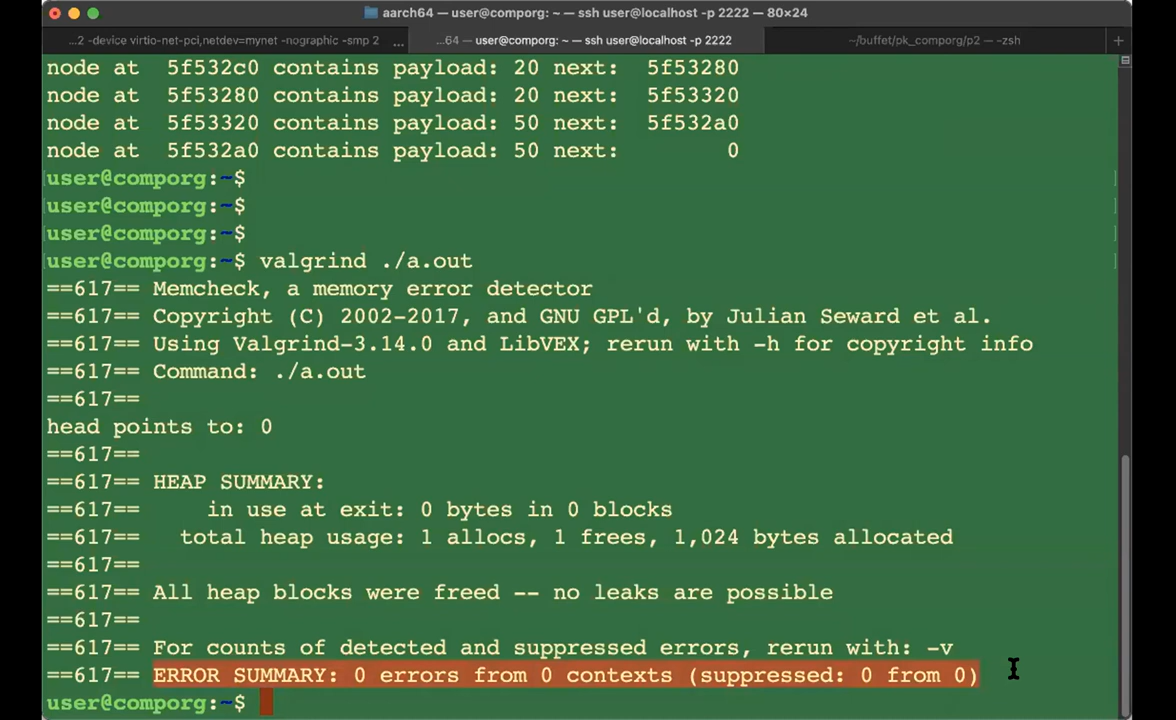 aarch64 — user@comporg: ~ — ssh user@localhost -p 2222 — 80×24
...2 -device virtio-net-pci,netdev=mynet -nographic -smp 2 ...
...64 — user@comporg: ~ — ssh user@localhost -p 2222
~/buffet/pk_comporg/p2 — -zsh
+
node at  5f532c0 contains payload: 20 next:  5f53280
node at  5f53280 contains payload: 20 next:  5f53320
node at  5f53320 contains payload: 50 next:  5f532a0
node at  5f532a0 contains payload: 50 next:        0
user@comporg:~$
user@comporg:~$
user@comporg:~$
user@comporg:~$ valgrind ./a.out
==617== Memcheck, a memory error detector
==617== Copyright (C) 2002-2017, and GNU GPL'd, by Julian Seward et al.
==617== Using Valgrind-3.14.0 and LibVEX; rerun with -h for copyright info
==617== Command: ./a.out
==617==
head points to: 0
==617==
==617== HEAP SUMMARY:
==617==     in use at exit: 0 bytes in 0 blocks
==617==   total heap usage: 1 allocs, 1 frees, 1,024 bytes allocated
==617==
==617== All heap blocks were freed -- no leaks are possible
==617==
==617== For counts of detected and suppressed errors, rerun with: -v
==617== ERROR SUMMARY: 0 errors from 0 contexts (suppressed: 0 from 0)
user@comporg:~$